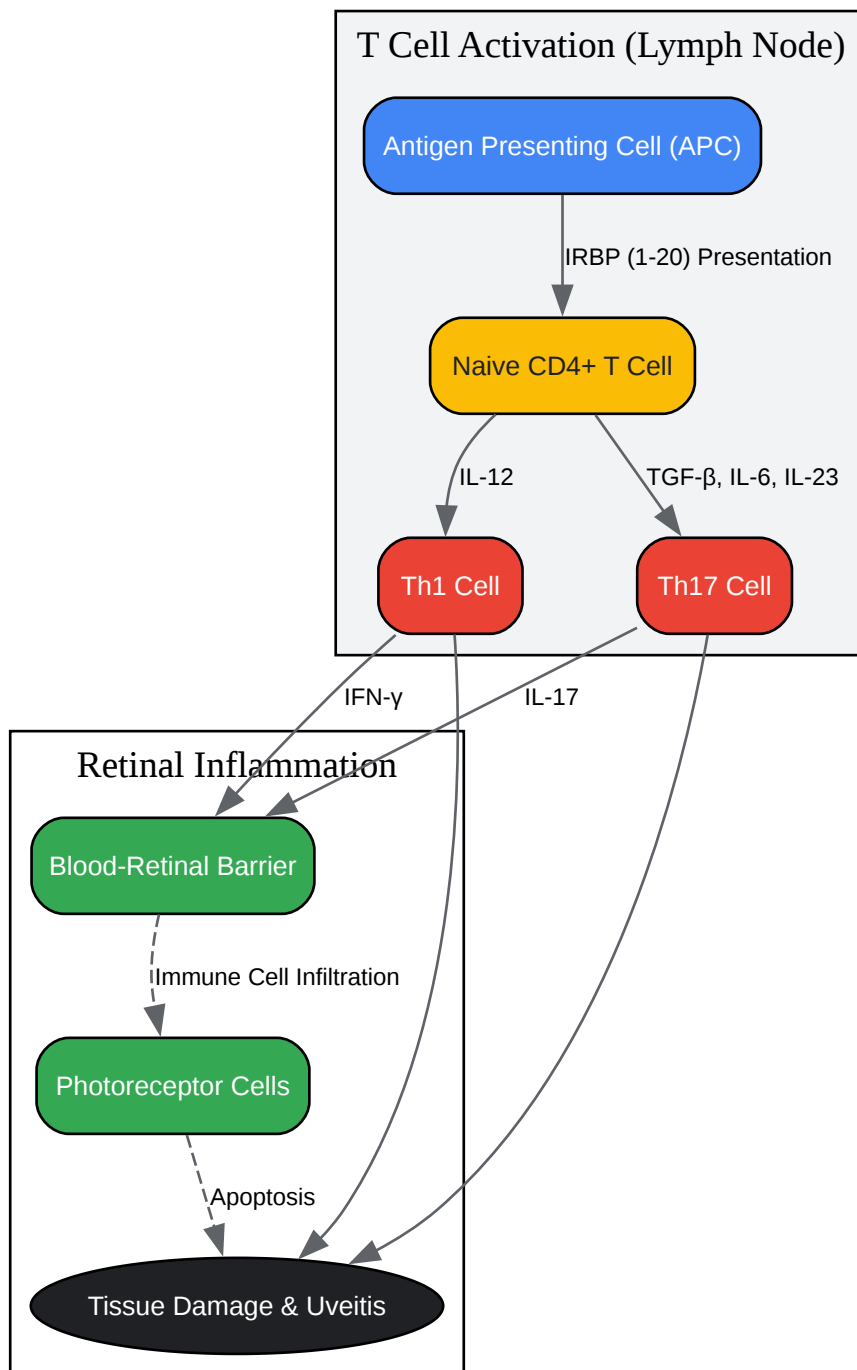 T Cell Activation (Lymph Node)
Antigen Presenting Cell (APC)
IRBP (1-20) Presentation
Naive CD4+ T Cell
IL-12
TGF-β, IL-6, IL-23
Th1 Cell
Th17 Cell
IFN-γ
IL-17
Retinal Inflammation
Blood-Retinal Barrier
Immune Cell Infiltration
Photoreceptor Cells
Apoptosis
Tissue Damage & Uveitis